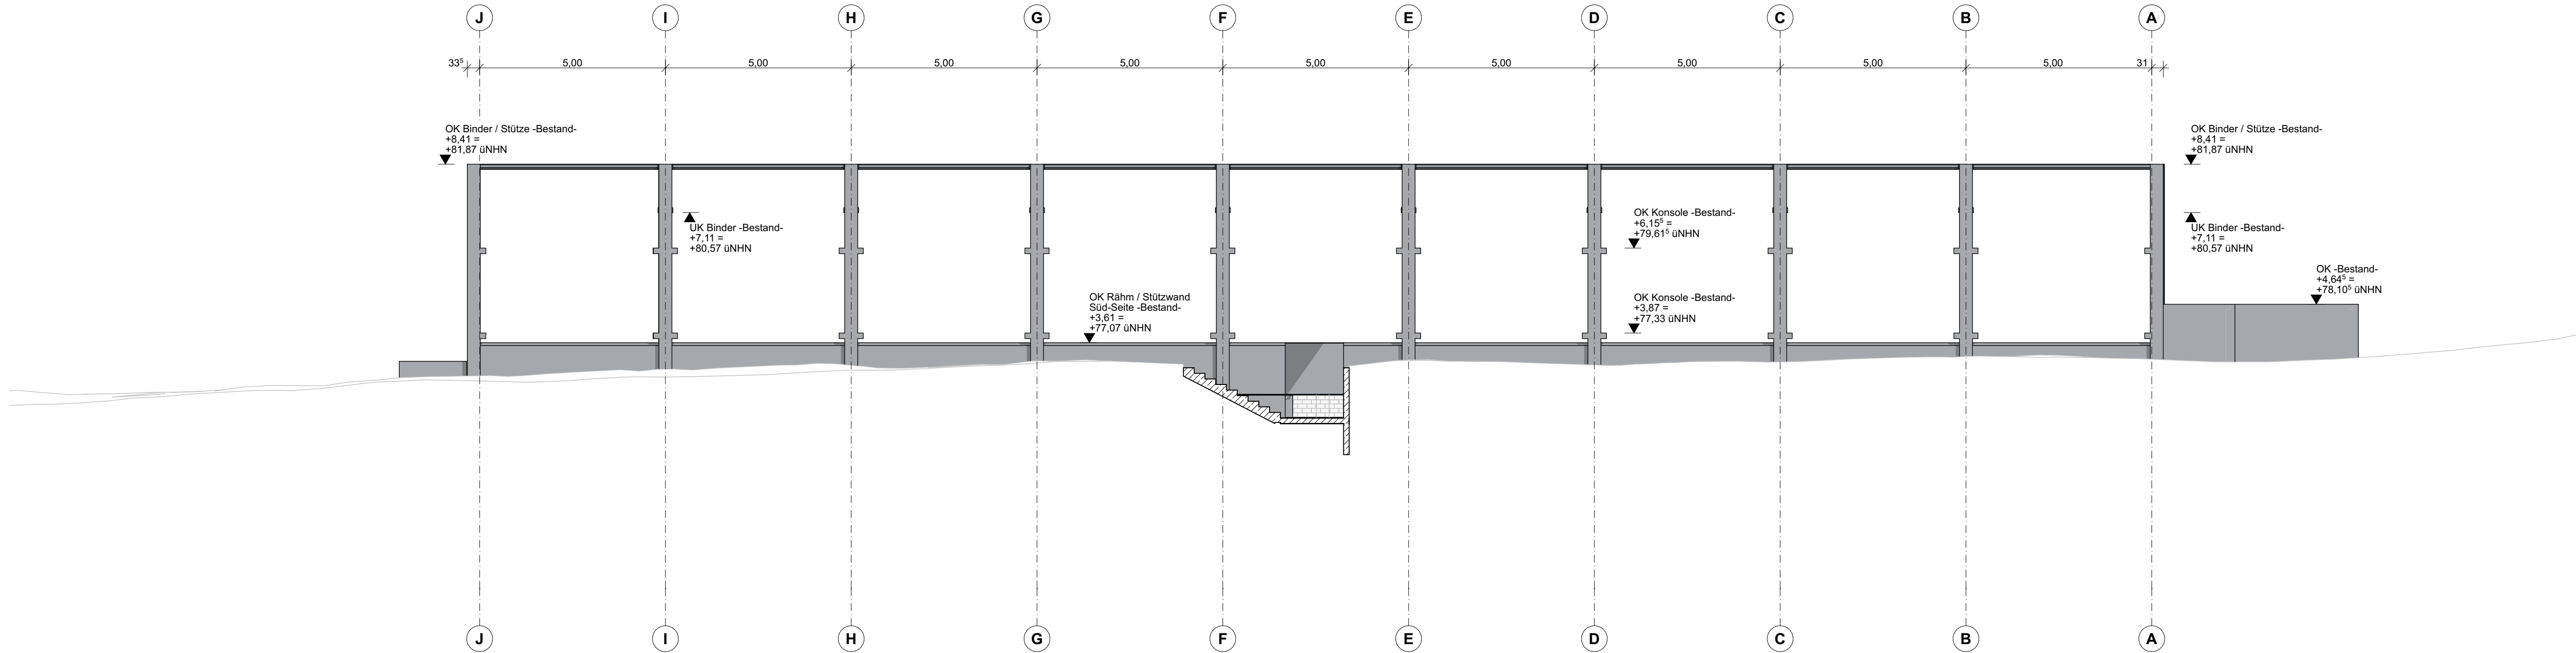 J I H G F E D C B A
33⁵ 5,00 5,00 5,00 5,00 5,00 5,00 5,00 5,00 5,00 31
OK Binder / Stütze -Bestand-
+8,41 =
+81,87 üNHN
OK Binder / Stütze -Bestand-
+8,41 =
+81,87 üNHN
UK Binder -Bestand-
+7,11 =
+80,57 üNHN
OK Konsole -Bestand-
+6,15⁵ =
+79,61⁵ üNHN
UK Binder -Bestand-
+7,11 =
+80,57 üNHN
OK -Bestand-
+4,64⁵ =
+78,10⁵ üNHN
OK Rähm / Stützwand
Süd-Seite -Bestand-
+3,61 =
+77,07 üNHN
OK Konsole -Bestand-
+3,87 =
+77,33 üNHN
J I H G F E D C B A